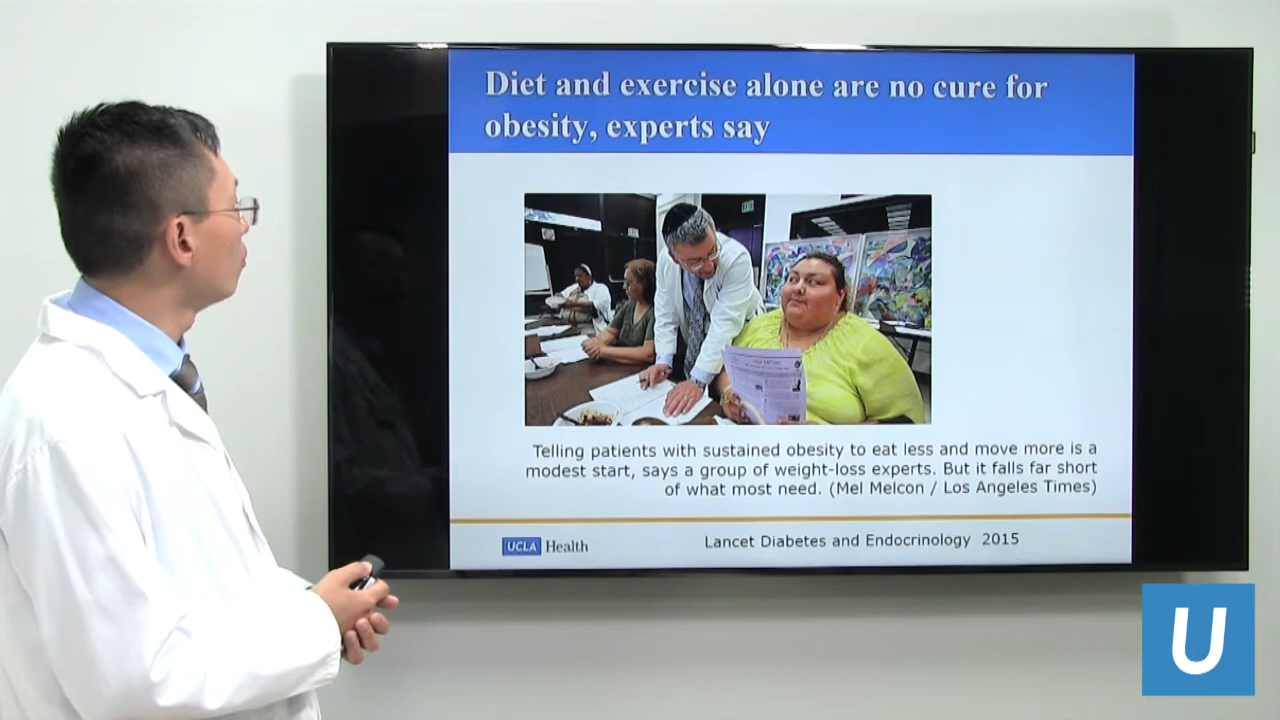 Diet and exercise alone are no cure for
obesity, experts say
Telling patients with sustained obesity to eat less and move more is a
modest start, says a group of weight-loss experts. But it falls far short
of what most need. (Mel Melcon / Los Angeles Times)
UCLA Health
Lancet Diabetes and Endocrinology 2015
U